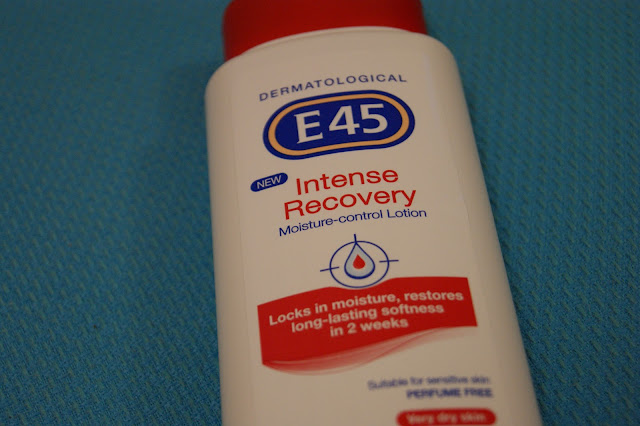 DERMATOLOGICAL
E45
NEW
Intense
Recovery
Moisture-control Lotion
Locks in moisture, restores
long-lasting softness
in 2 weeks
Suitable for sensitive skin
PERFUME FREE
Very dry skin